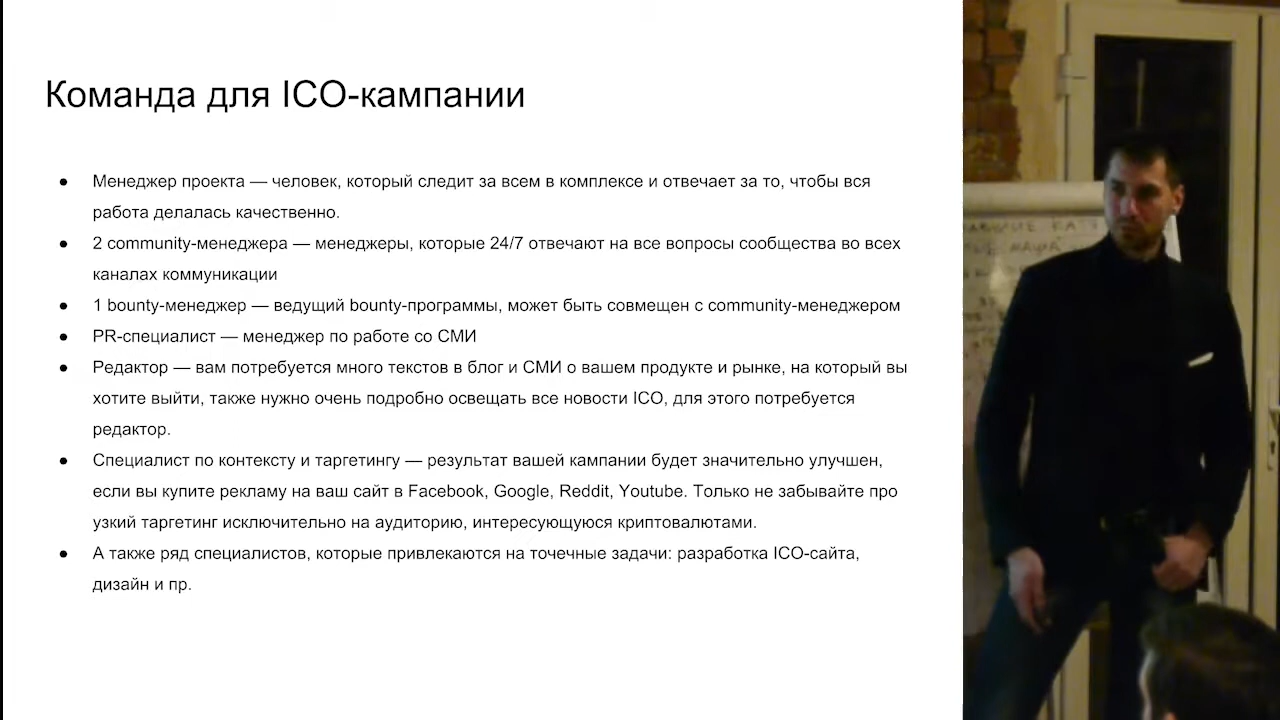 Команда для ICO-кампании
● Менеджер проекта — человек, который следит за всем в комплексе и отвечает за то, чтобы вся
работа делалась качественно.
● 2 community-менеджера — менеджеры, которые 24/7 отвечают на все вопросы сообщества во всех
каналах коммуникации
● 1 bounty-менеджер — ведущий bounty-программы, может быть совмещен с community-менеджером
● PR-специалист — менеджер по работе со СМИ
● Редактор — вам потребуется много текстов в блог и СМИ о вашем продукте и рынке, на который вы
хотите выйти, также нужно очень подробно освещать все новости ICO, для этого потребуется
редактор.
● Специалист по контексту и таргетингу — результат вашей кампании будет значительно улучшен,
если вы купите рекламу на ваш сайт в Facebook, Google, Reddit, Youtube. Только не забывайте про
узкий таргетинг исключительно на аудиторию, интересующуюся криптовалютами.
● А также ряд специалистов, которые привлекаются на точечные задачи: разработка ICO-сайта,
дизайн и пр.